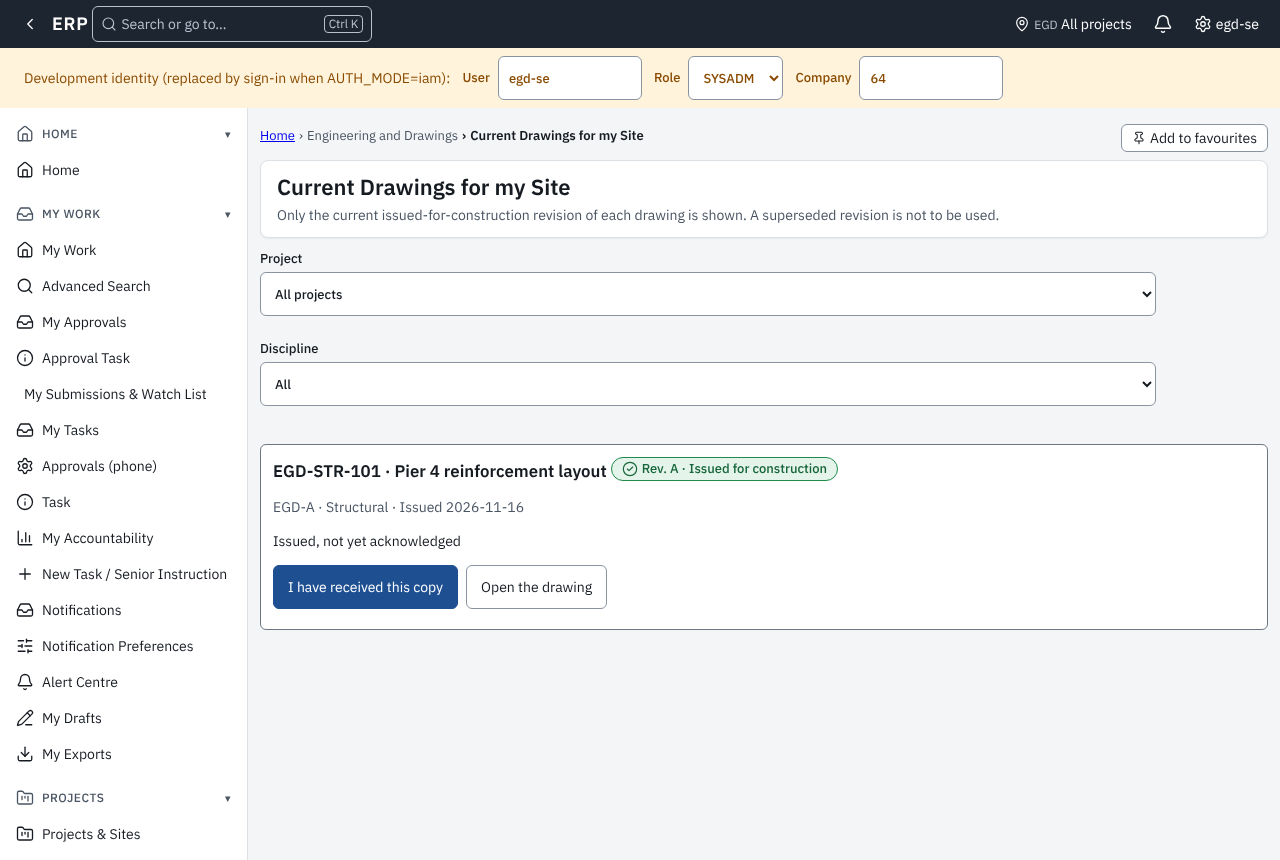 ERP
Search or go to...
Ctrl K
EGD All projects
egd-se
Development identity (replaced by sign-in when AUTH_MODE=iam):
User
egd-se
Role
SYSADM
Company
64
HOME
Home
MY WORK
My Work
Advanced Search
My Approvals
Approval Task
My Submissions & Watch List
My Tasks
Approvals (phone)
Task
My Accountability
New Task / Senior Instruction
Notifications
Notification Preferences
Alert Centre
My Drafts
My Exports
PROJECTS
Projects & Sites
Home › Engineering and Drawings › Current Drawings for my Site
Add to favourites
Current Drawings for my Site
Only the current issued-for-construction revision of each drawing is shown. A superseded revision is not to be used.
Project
All projects
Discipline
All
EGD-STR-101 · Pier 4 reinforcement layout
Rev. A · Issued for construction
EGD-A · Structural · Issued 2026-11-16
Issued, not yet acknowledged
I have received this copy
Open the drawing